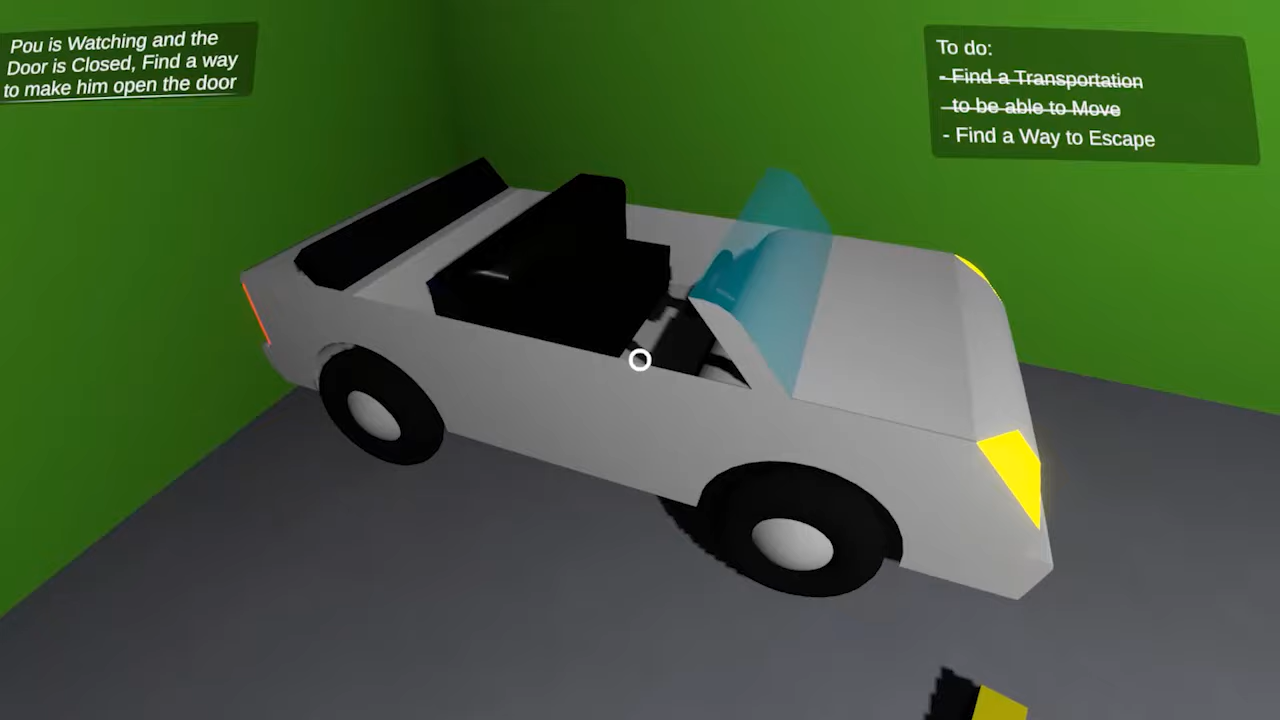 Pou is Watching and the
Door is Closed, Find a way
to make him open the door
To do:
- Find a Transportation
to be able to Move
- Find a Way to Escape